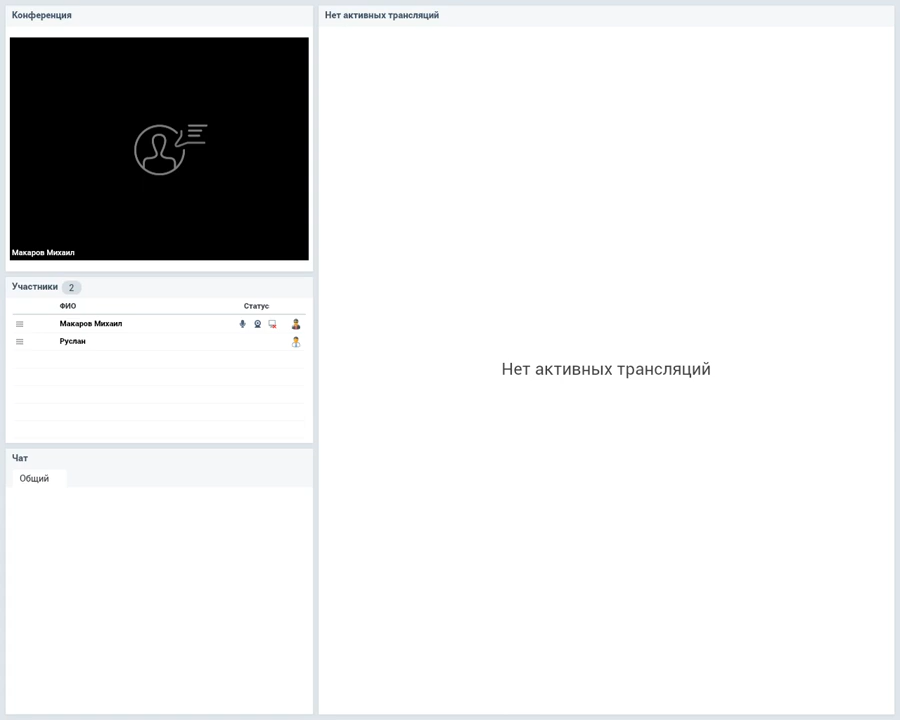 Конференция
Макаров Михаил
Участники 2
ФИО Статус
Макаров Михаил
Руслан
Чат
Общий
Нет активных трансляций
Нет активных трансляций